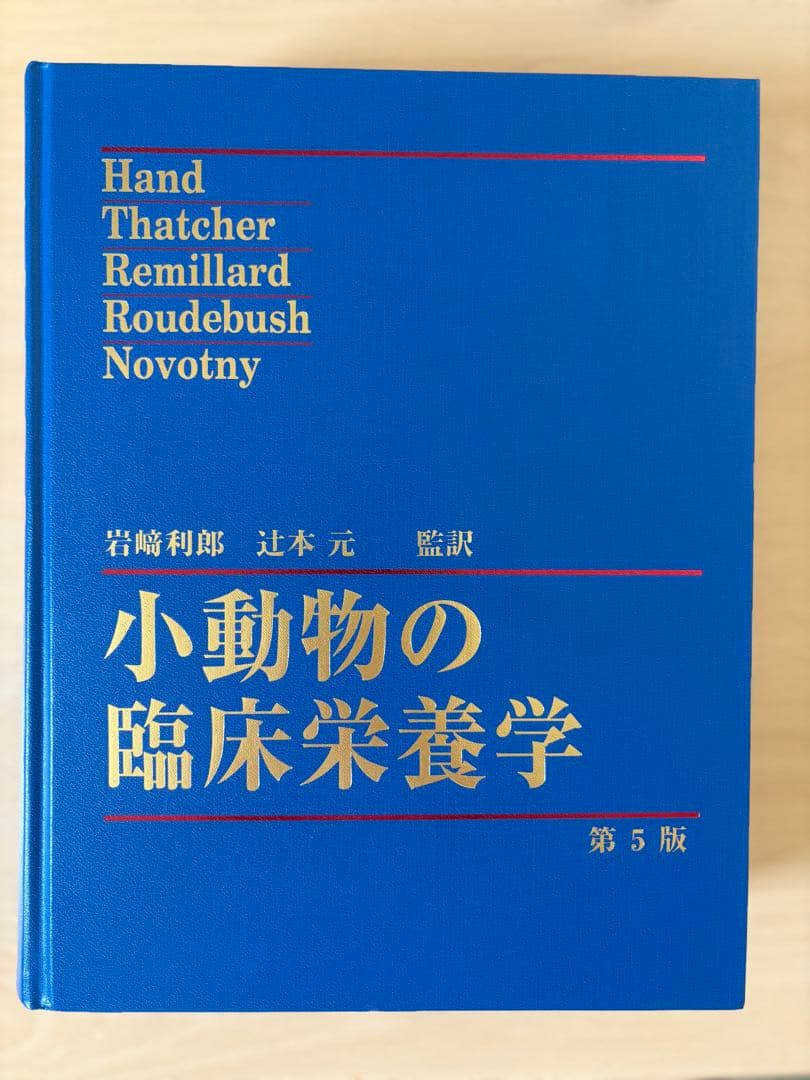 Hand
Thatcher
Remillard
Roudebush
Novotny
岩﨑利郎 辻本 元 監訳
小動物の
臨床栄養学
第 5 版